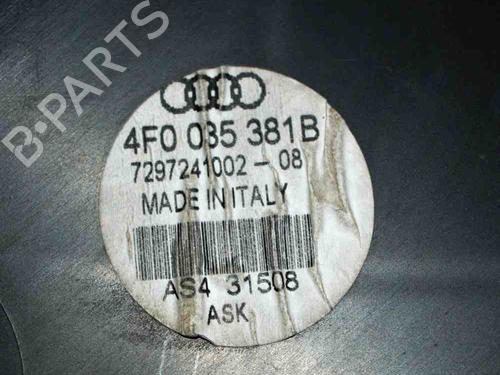 B-PARTS
4F0 035 381B
7297241002-08
MADE IN ITALY
AS4 31508
ASK